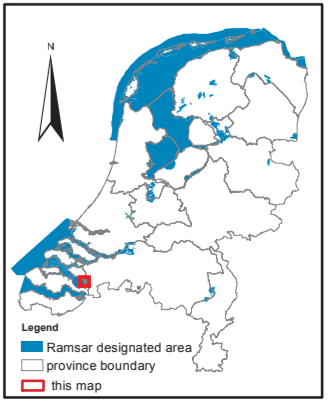 N
Legend
Ramsar designated area
province boundary
this map